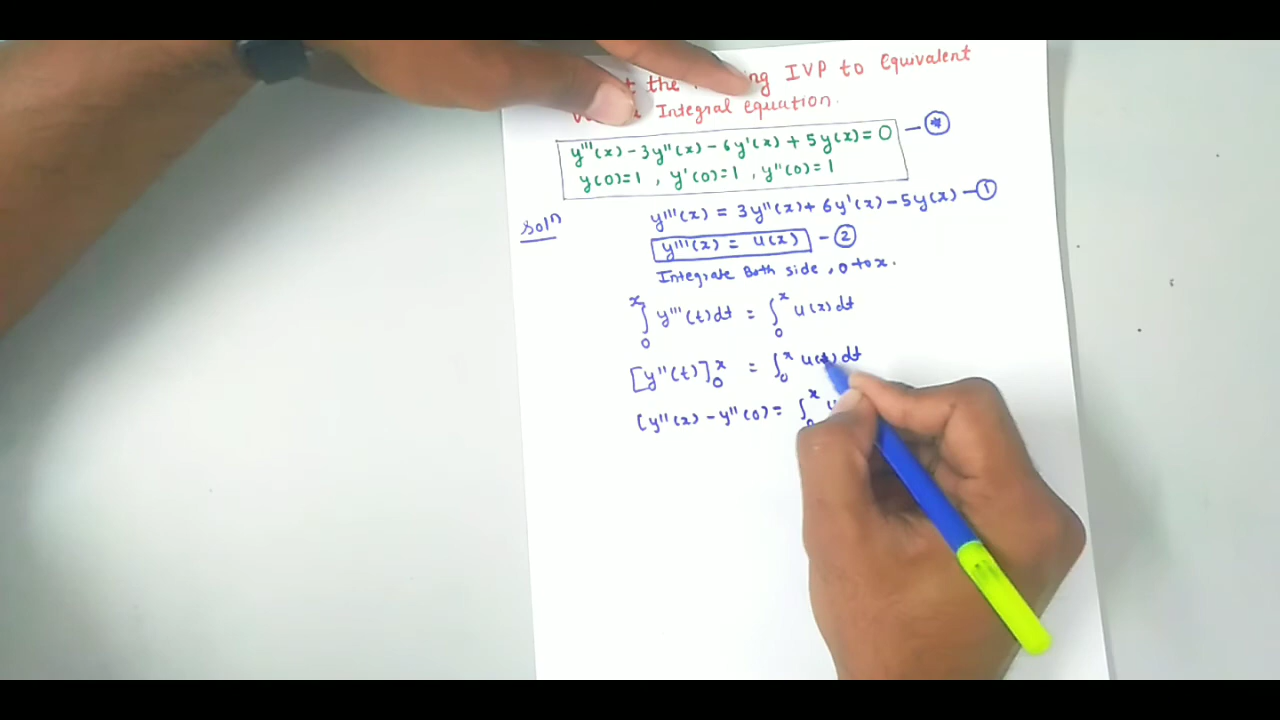 the IVP to Equivalent
Integral equation.
y'''(x) - 3y''(x) - 6y'(x) + 5y(x) = 0 - *
y(0)=1 , y'(0)=1 , y''(0)=1
Solⁿ
y'''(x) = 3y''(x) + 6y'(x) - 5y(x) - 1
y'''(x) = u(x) - 2
Integrate Both side , 0 to x.
∫₀ˣ y'''(t)dt = ∫₀ˣ u(x)dt
[y''(t)]₀ˣ = ∫₀ˣ u(t)dt
(y''(x) - y''(0) = ∫₀ˣ u